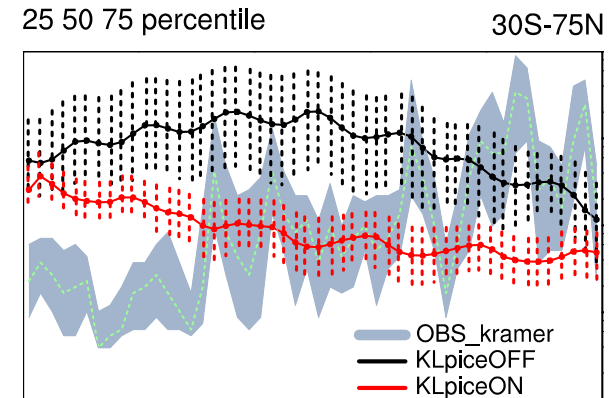 25 50 75 percentile
30S-75N
OBS_kramer
KLpiceOFF
KLpiceON